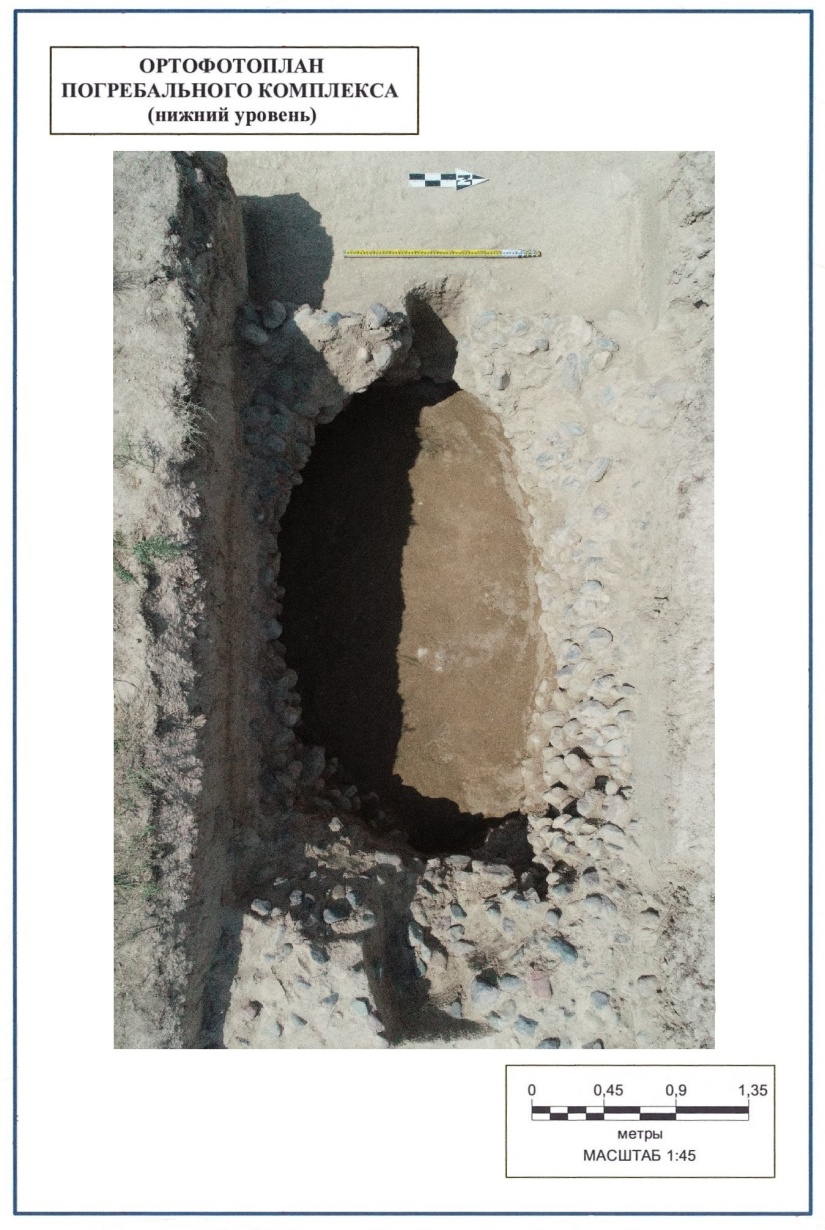 ОРТОФОТОПЛАН
ПОГРЕБАЛЬНОГО КОМПЛЕКСА
(нижний уровень)
N
0 0,45 0,9 1,35
метры
МАСШТАБ 1:45